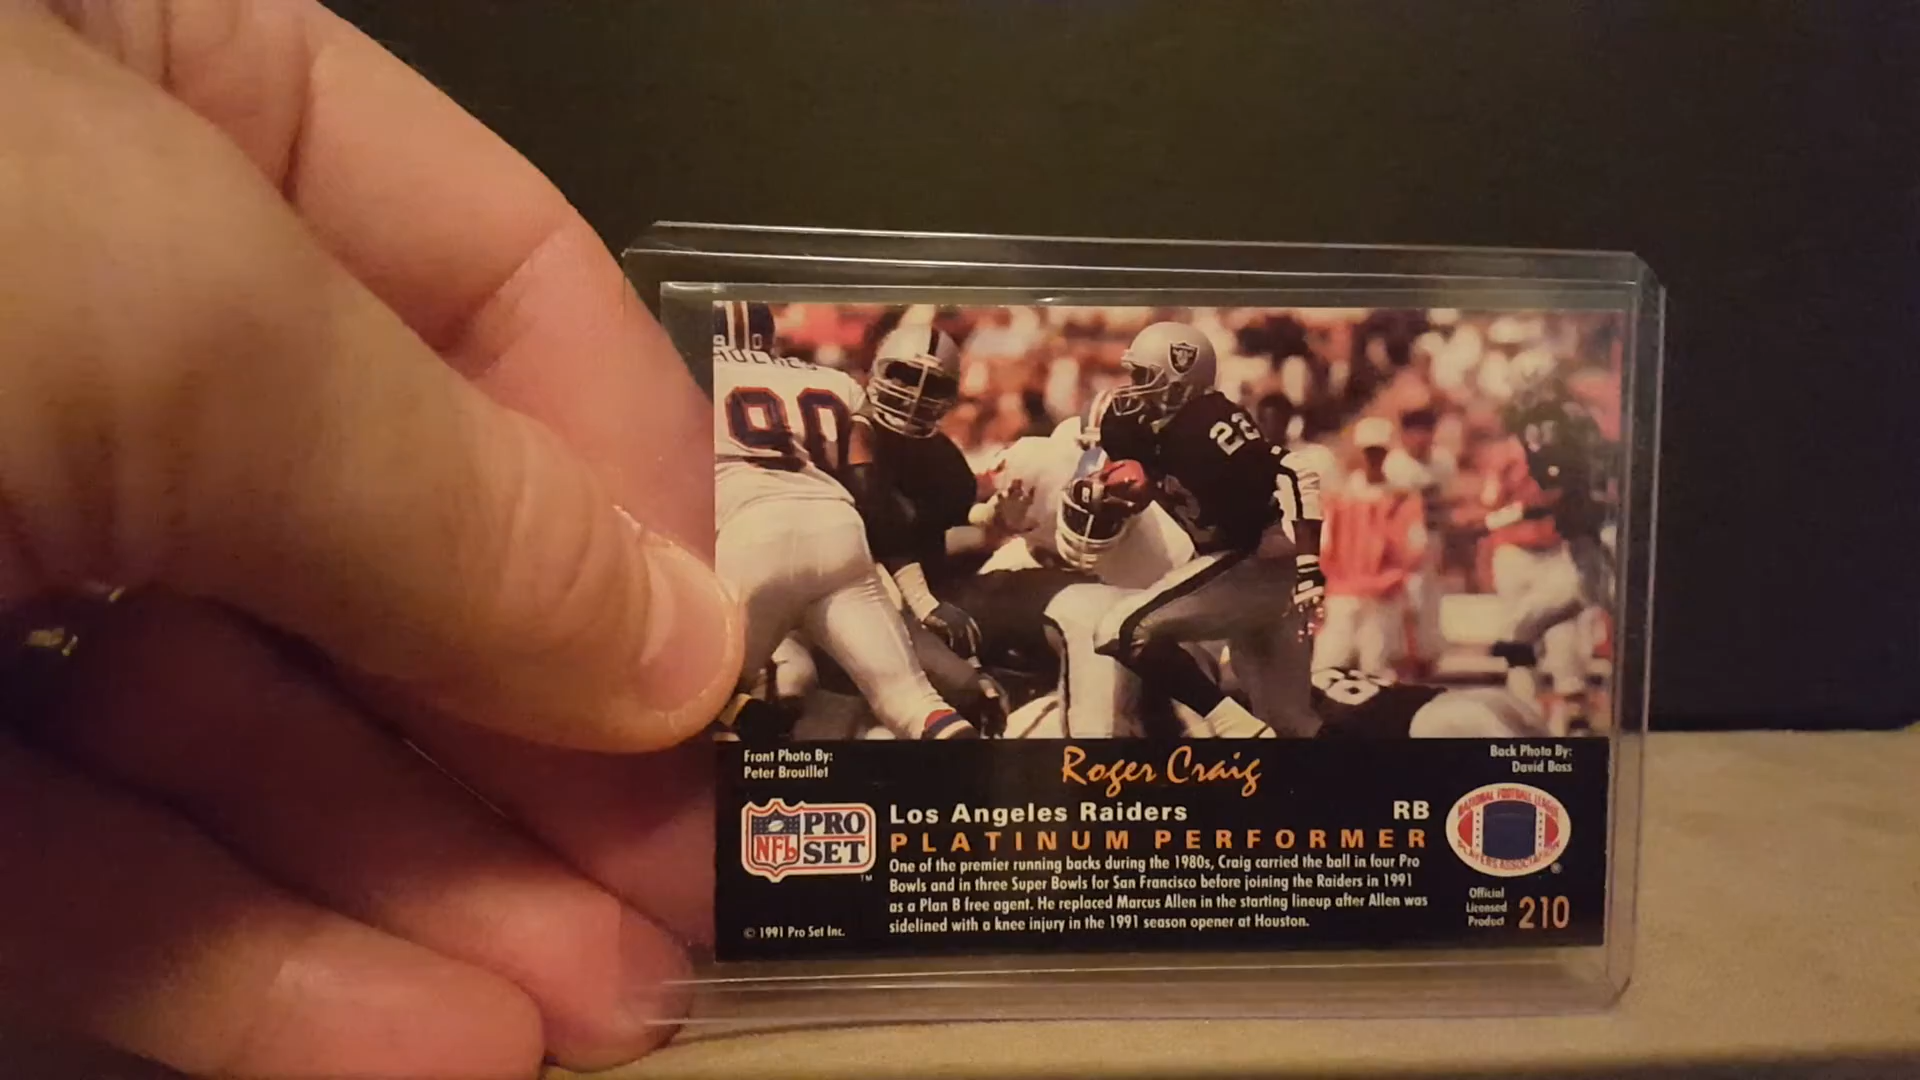 90
90
22
Front Photo By:
Peter Brouillet
Roger Craig
Back Photo By:
David Boss
PRO
NFL SET
TM
Los Angeles Raiders RB
PLATINUM PERFORMER
One of the premier running backs during the 1980s, Craig carried the ball in four Pro
Bowls and in three Super Bowls for San Francisco before joining the Raiders in 1991
as a Plan B free agent. He replaced Marcus Allen in the starting lineup after Allen was
sidelined with a knee injury in the 1991 season opener at Houston.
© 1991 Pro Set Inc.
NATIONAL FOOTBALL LEAGUE
PLAYERS ASSOCIATION
®
Official
Licensed
Product 210